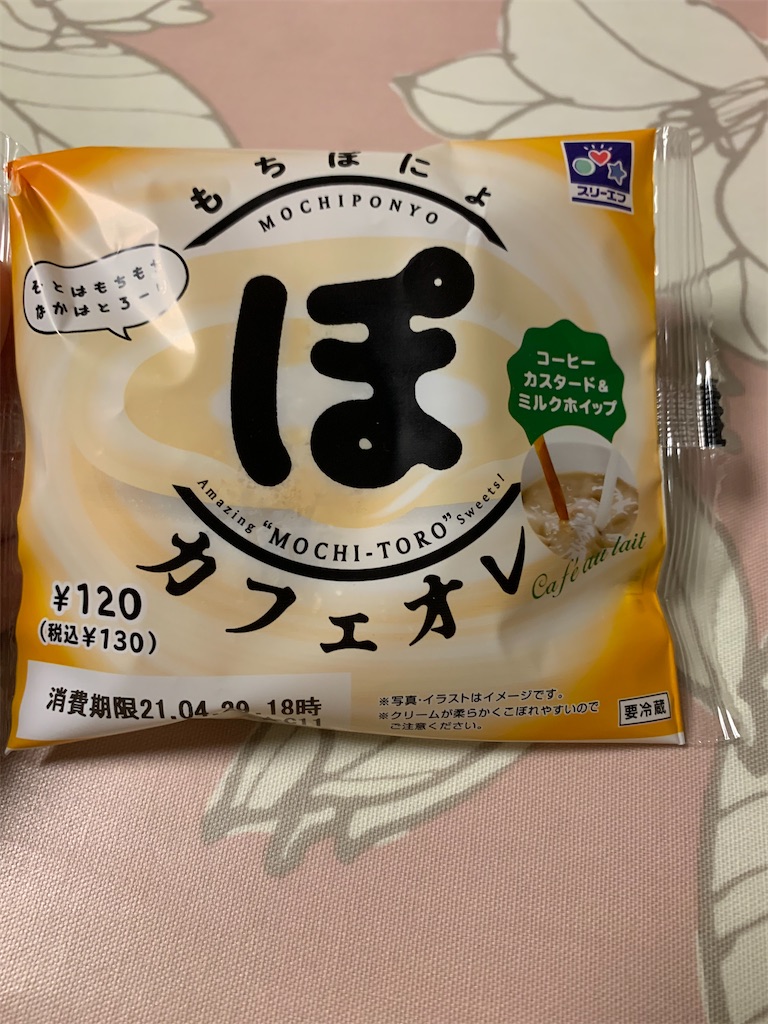 もちぽにょ
MOCHIPONYO
スリーエフ
そとはもちもち
なかはとろーり
ぽ
コーヒー
カスタード&
ミルクホイップ
Amazing "MOCHI-TORO" Sweets!
Café au lait
カフェオレ
¥120
(税込¥130)
消費期限21.04.29.18時
※写真・イラストはイメージです。
※クリームが柔らかくこぼれやすいので
ご注意ください。
要冷蔵